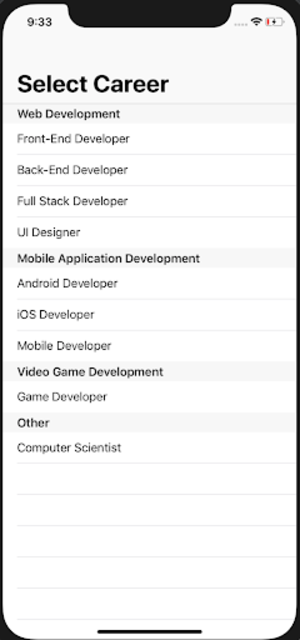 9:33
Select Career
Web Development
Front-End Developer
Back-End Developer
Full Stack Developer
UI Designer
Mobile Application Development
Android Developer
iOS Developer
Mobile Developer
Video Game Development
Game Developer
Other
Computer Scientist